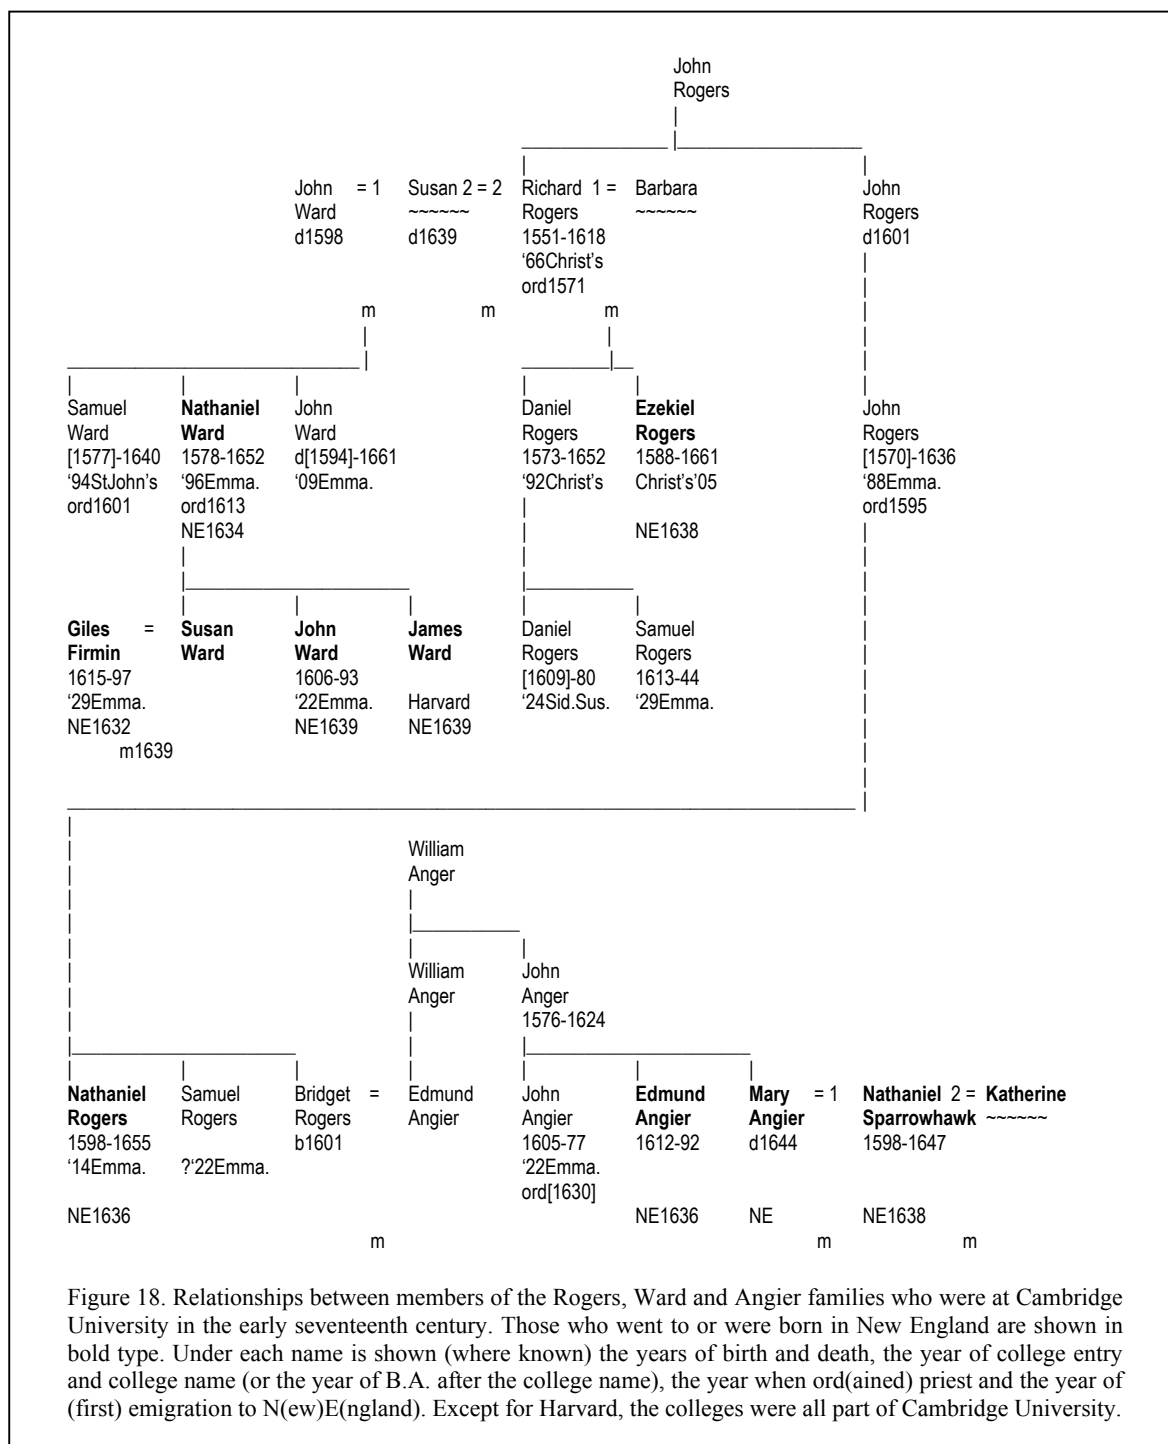 John
Rogers
John = 1 Susan 2 = 2 Richard 1 = Barbara John
Ward ~~~~~~ Rogers ~~~~~~ Rogers
d1598 d1639 1551-1618 d1601
‘66Christ’s
ord1571
m m m
Samuel Nathaniel John Daniel Ezekiel John
Ward Ward Ward Rogers Rogers Rogers
[1577]-1640 1578-1652 d[1594]-1661 1573-1652 1588-1661 [1570]-1636
‘94StJohn’s ‘96Emma. ‘09Emma. ‘92Christ’s Christ’s’05 ‘88Emma.
ord1601 ord1613 ord1595
NE1634 NE1638
Giles = Susan John James Daniel Samuel
Firmin Ward Ward Ward Rogers Rogers
1615-97 1606-93 [1609]-80 1613-44
‘29Emma. ‘22Emma. Harvard ‘24Sid.Sus. ‘29Emma.
NE1632 NE1639 NE1639
m1639
William
Anger
William John
Anger Anger
1576-1624
Nathaniel Samuel Bridget = Edmund John Edmund Mary = 1 Nathaniel 2 = Katherine
Rogers Rogers Rogers Angier Angier Angier Angier Sparrowhawk ~~~~~~
1598-1655 b1601 1605-77 1612-92 d1644 1598-1647
‘14Emma. ?‘22Emma. ‘22Emma.
ord[1630]
NE1636 NE1636 NE NE1638
m m m
Figure 18. Relationships between members of the Rogers, Ward and Angier families who were at Cambridge
University in the early seventeenth century. Those who went to or were born in New England are shown in
bold type. Under each name is shown (where known) the years of birth and death, the year of college entry
and college name (or the year of B.A. after the college name), the year when ord(ained) priest and the year of
(first) emigration to N(ew)E(ngland). Except for Harvard, the colleges were all part of Cambridge University.